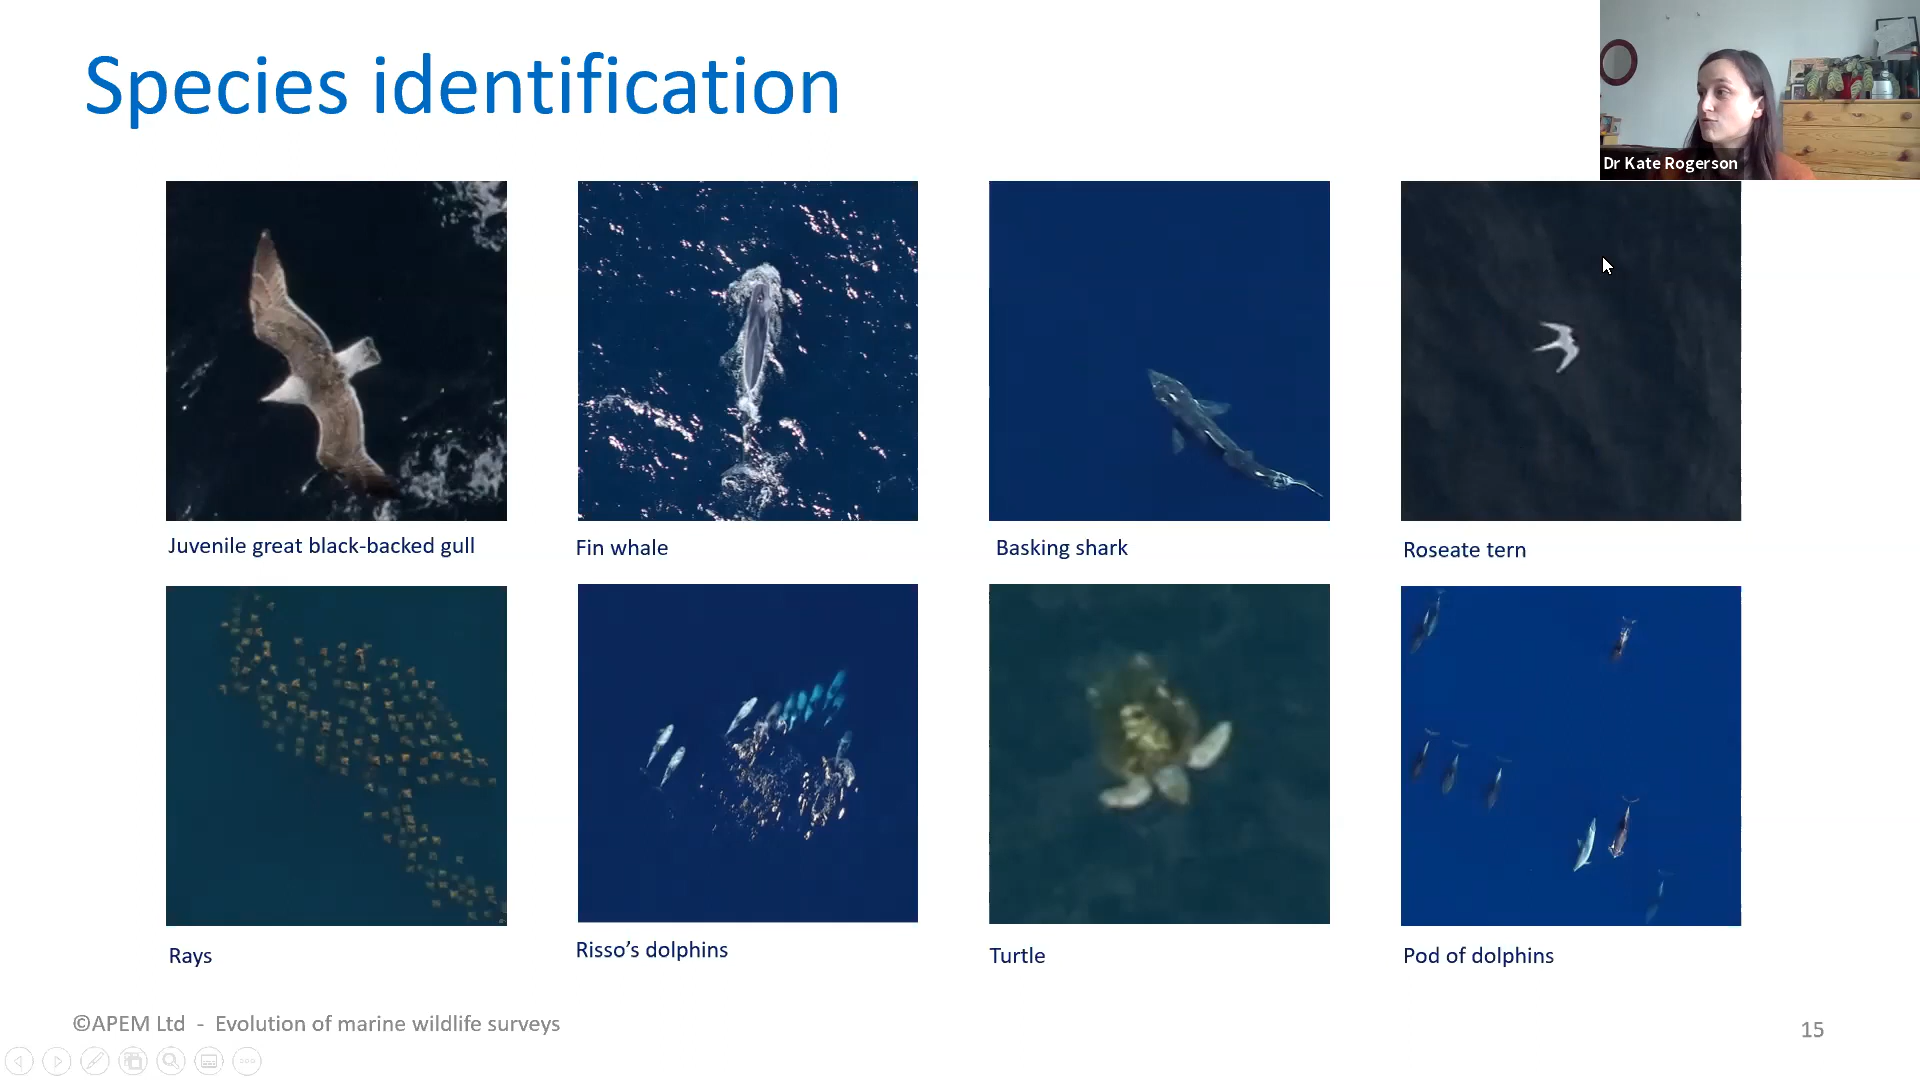 Species identification
Dr Kate Rogerson
Juvenile great black-backed gull
Fin whale
Basking shark
Roseate tern
Rays
Risso’s dolphins
Turtle
Pod of dolphins
©APEM Ltd - Evolution of marine wildlife surveys
15